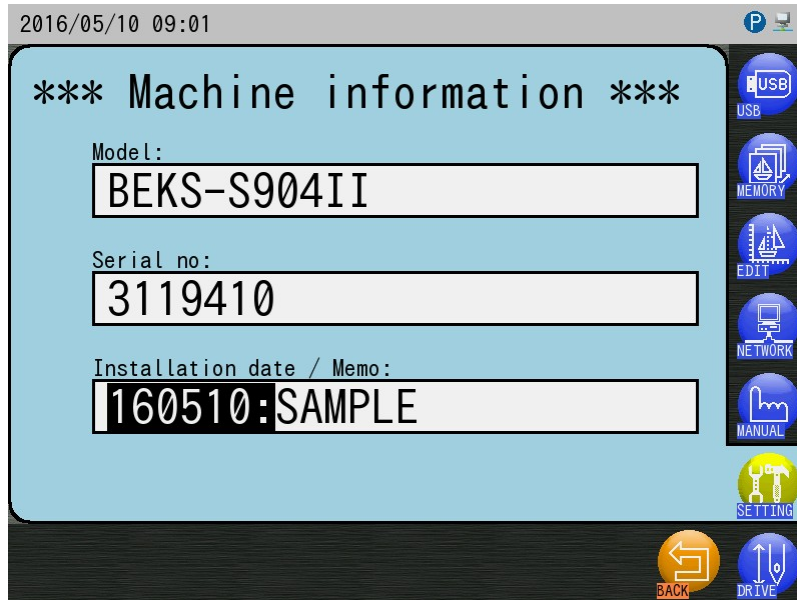 2016/05/10 09:01
P
*** Machine information ***
Model:
BEKS-S904II
Serial no:
3119410
Installation date / Memo:
160510:SAMPLE
USB
USB
MEMORY
EDIT
NETWORK
MANUAL
SETTING
BACK
DRIVE